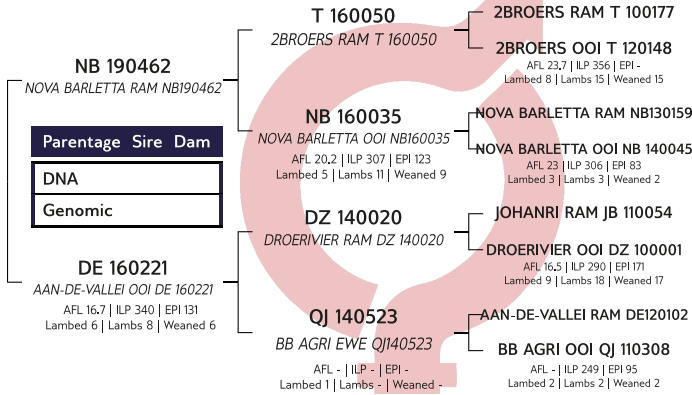 T 160050
2BROERS RAM T 160050
2BROERS RAM T 100177
2BROERS OOI T 120148
AFL 23,7 | ILP 356 | EPI -
Lambed 8 | Lambs 15 | Weaned 15
NB 190462
NOVA BARLETTA RAM NB190462
NB 160035
NOVA BARLETTA OOI NB160035
AFL 20.2 | ILP 307 | EPI 123
Lambed 5 | Lambs 11 | Weaned 9
NOVA BARLETTA RAM NB130159
NOVA BARLETTA OOI NB 140045
AFL 23 | ILP 306 | EPI 83
Lambed 3 | Lambs 3 | Weaned 2
Parentage Sire Dam
DNA
Genomic
DE 160221
AAN-DE-VALLEI OOI DE 160221
AFL 16.7 | ILP 340 | EPI 131
Lambed 6 | Lambs 8 | Weaned 6
DZ 140020
DROERIVIER RAM DZ 140020
JOHANRI RAM JB 110054
DROERIVIER OOI DZ 100001
AFL 16.5 | ILP 290 | EPI 171
Lambed 9 | Lambs 18 | Weaned 17
QJ 140523
BB AGRI EWE QJ140523
AFL - | ILP - | EPI -
Lambed 1 | Lambs - | Weaned -
AAN-DE-VALLEI RAM DE120102
BB AGRI OOI QJ 110308
AFL - | ILP 249 | EPI 95
Lambed 2 | Lambs 2 | Weaned 2